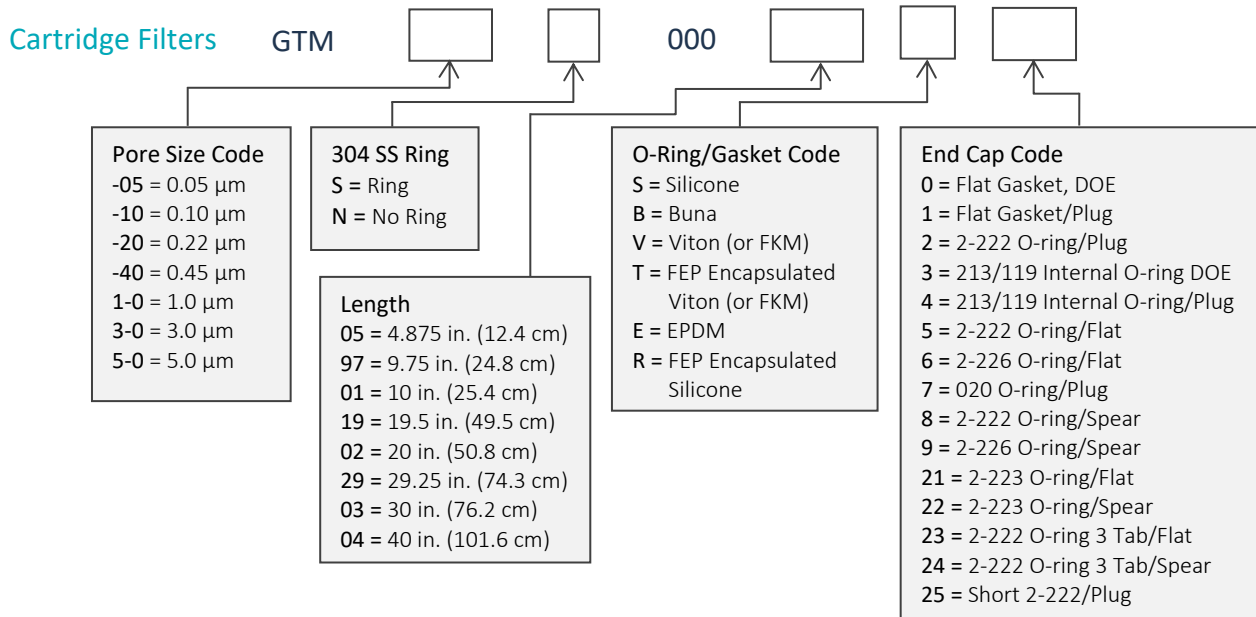 Cartridge Filters GTM 000
Pore Size Code
-05 = 0.05 µm
-10 = 0.10 µm
-20 = 0.22 µm
-40 = 0.45 µm
1-0 = 1.0 µm
3-0 = 3.0 µm
5-0 = 5.0 µm
304 SS Ring
S = Ring
N = No Ring
Length
05 = 4.875 in. (12.4 cm)
97 = 9.75 in. (24.8 cm)
01 = 10 in. (25.4 cm)
19 = 19.5 in. (49.5 cm)
02 = 20 in. (50.8 cm)
29 = 29.25 in. (74.3 cm)
03 = 30 in. (76.2 cm)
04 = 40 in. (101.6 cm)
O-Ring/Gasket Code
S = Silicone
B = Buna
V = Viton (or FKM)
T = FEP Encapsulated
Viton (or FKM)
E = EPDM
R = FEP Encapsulated
Silicone
End Cap Code
0 = Flat Gasket, DOE
1 = Flat Gasket/Plug
2 = 2-222 O-ring/Plug
3 = 213/119 Internal O-ring DOE
4 = 213/119 Internal O-ring/Plug
5 = 2-222 O-ring/Flat
6 = 2-226 O-ring/Flat
7 = 020 O-ring/Plug
8 = 2-222 O-ring/Spear
9 = 2-226 O-ring/Spear
21 = 2-223 O-ring/Flat
22 = 2-223 O-ring/Spear
23 = 2-222 O-ring 3 Tab/Flat
24 = 2-222 O-ring 3 Tab/Spear
25 = Short 2-222/Plug